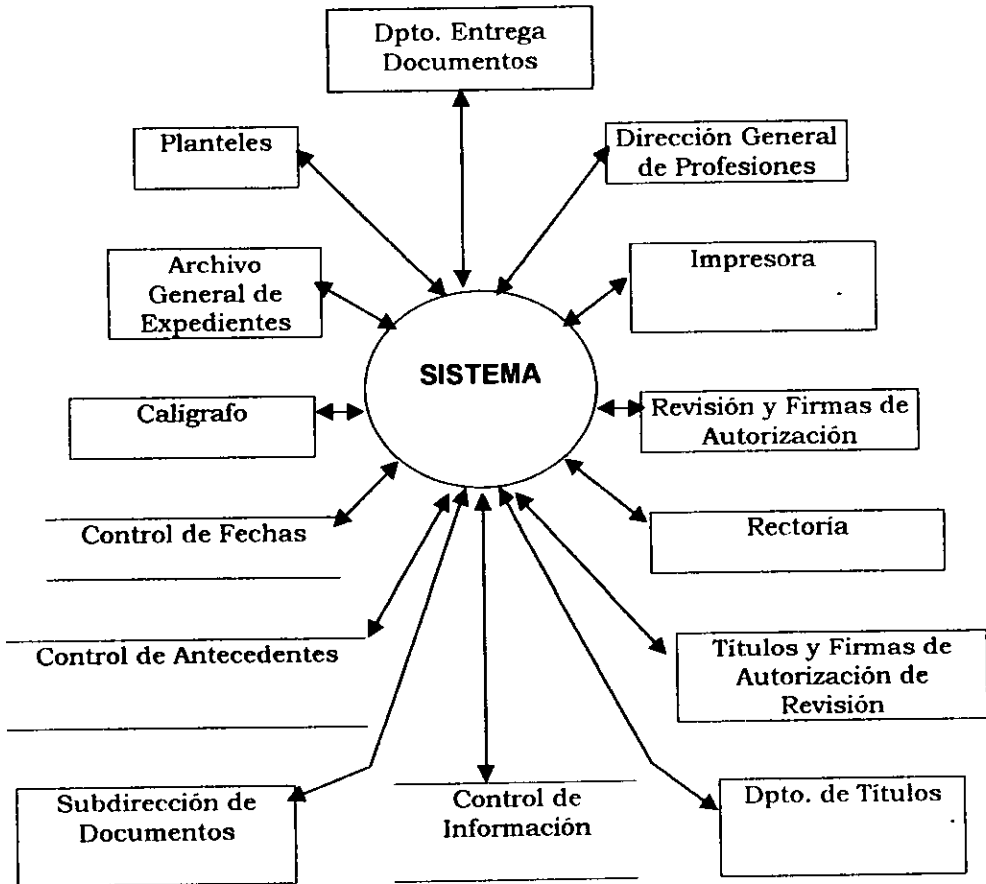 Dpto. Entrega
Documentos
Planteles
Dirección General
de Profesiones
Archivo
General de
Expedientes
Impresora
SISTEMA
Calígrafo
Revisión y Firmas de
Autorización
Control de Fechas
Rectoría
Control de Antecedentes
Títulos y Firmas de
Autorización de
Revisión
Subdirección de
Documentos
Control de
Información
Dpto. de Títulos